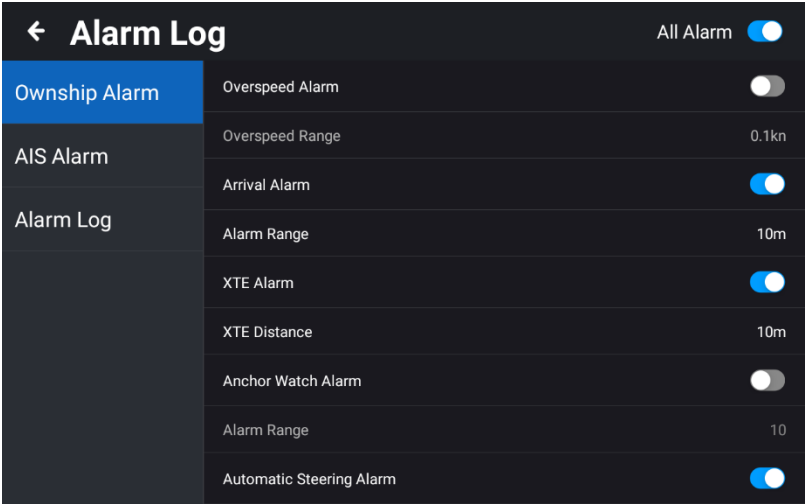 Alarm Log
All Alarm
Ownship Alarm
AIS Alarm
Alarm Log
Overspeed Alarm
Overspeed Range 0.1kn
Arrival Alarm
Alarm Range 10m
XTE Alarm
XTE Distance 10m
Anchor Watch Alarm
Alarm Range 10
Automatic Steering Alarm